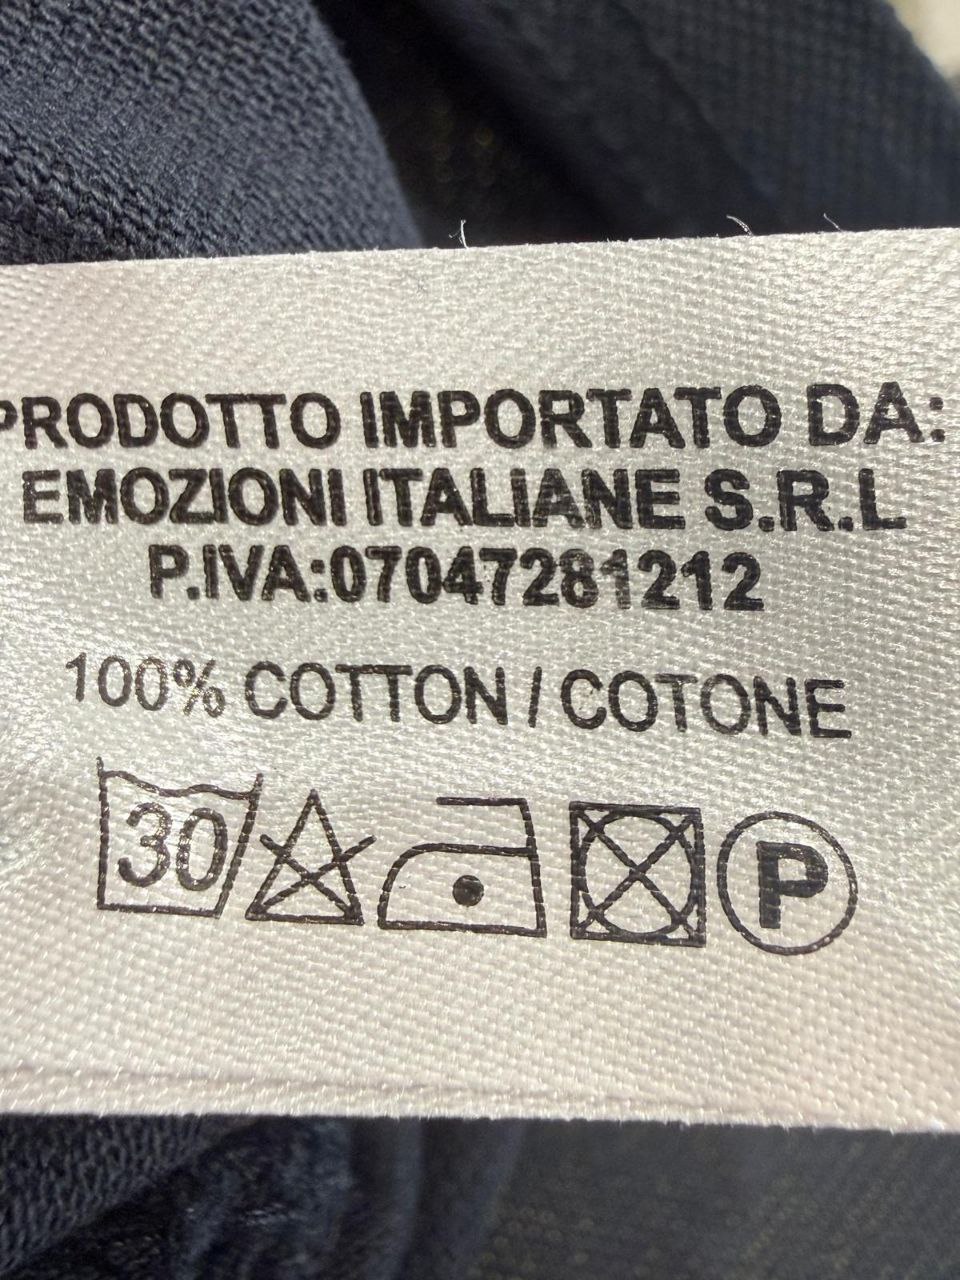 PRODOTTO IMPORTATO DA:
EMOZIONI ITALIANE S.R.L
P.IVA:07047281212
100% COTTON / COTONE
30 P